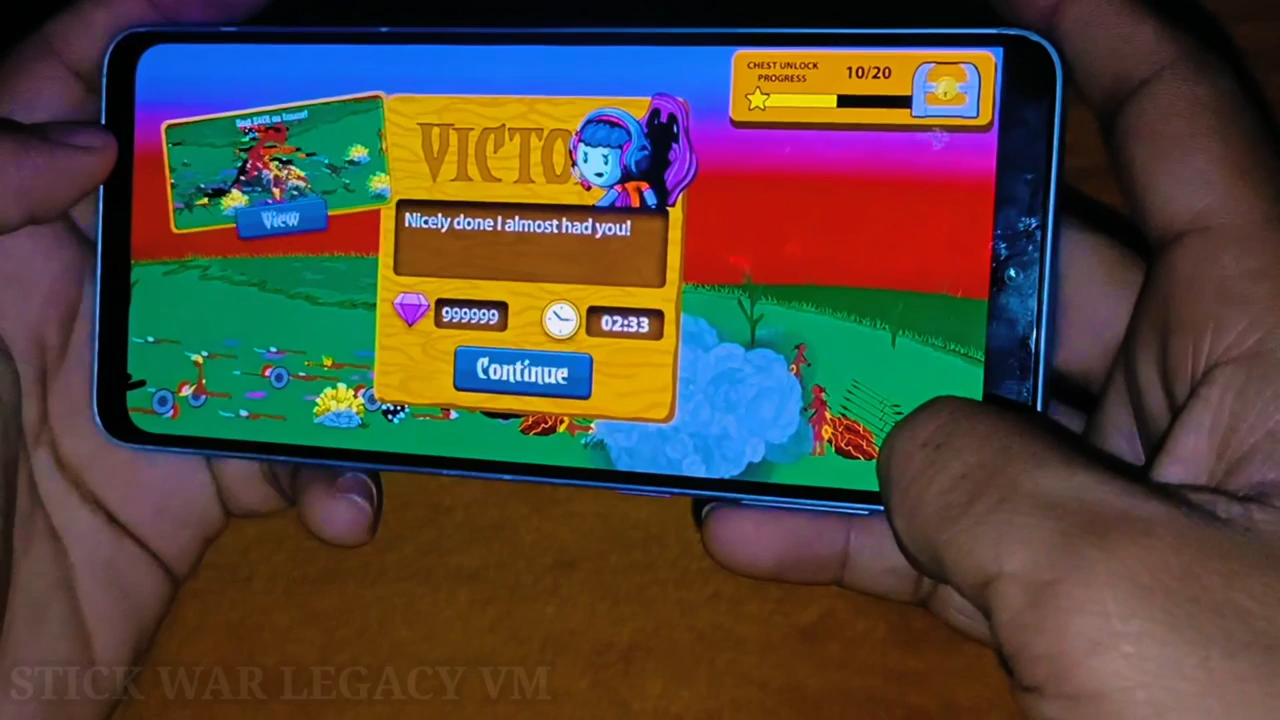 CHEST UNLOCK
PROGRESS
10/20
View
VICTO
Nicely done I almost had you!
999999
02:33
Continue
STICK WAR LEGACY VM